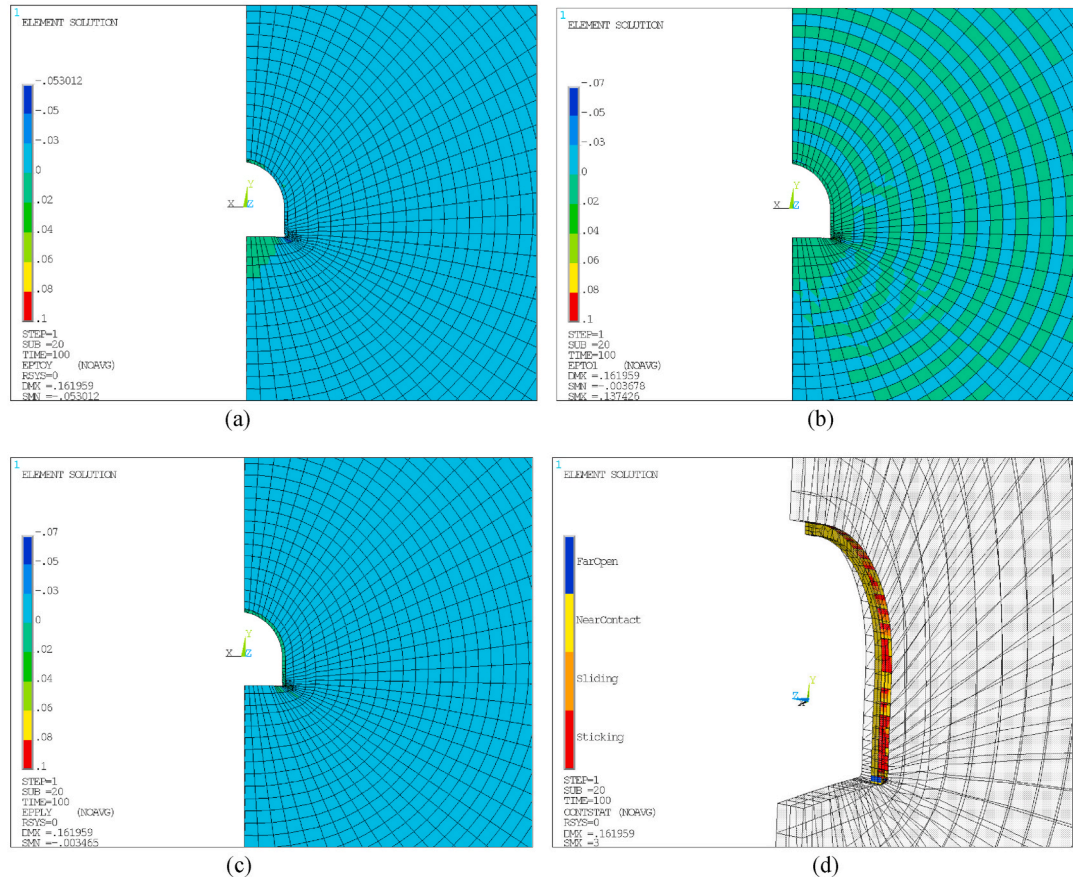 1
ELEMENT SOLUTION
-.053012
-.05
-.03
0
.02
.04
.06
.08
.1
Y
X Z
STEP=1
SUB =20
TIME=100
EPTOY (NOAVG)
RSYS=0
DMX =.161959
SMN =-.053012
(a)
1
ELEMENT SOLUTION
-.07
-.05
-.03
0
.02
.04
.06
.08
.1
Y
X Z
STEP=1
SUB =20
TIME=100
EPTO1 (NOAVG)
RSYS=0
DMX =.161959
SMN =-.003678
SMX =.137426
(b)
1
ELEMENT SOLUTION
-.07
-.05
-.03
0
.02
.04
.06
.08
.1
Y
X Z
STEP=1
SUB =20
TIME=100
EPPLY (NOAVG)
RSYS=0
DMX =.161959
SMN =-.003465
(c)
1
ELEMENT SOLUTION
FarOpen
NearContact
Sliding
Sticking
Y
Z
STEP=1
SUB =20
TIME=100
CONTSTAT (NOAVG)
RSYS=0
DMX =.161959
SMX =3
(d)